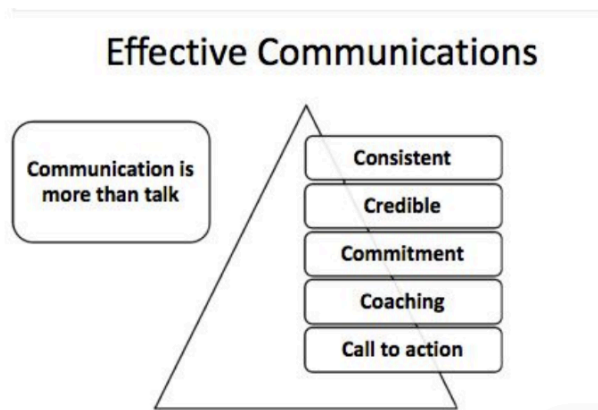 Effective Communications
Communication is
more than talk
Consistent
Credible
Commitment
Coaching
Call to action